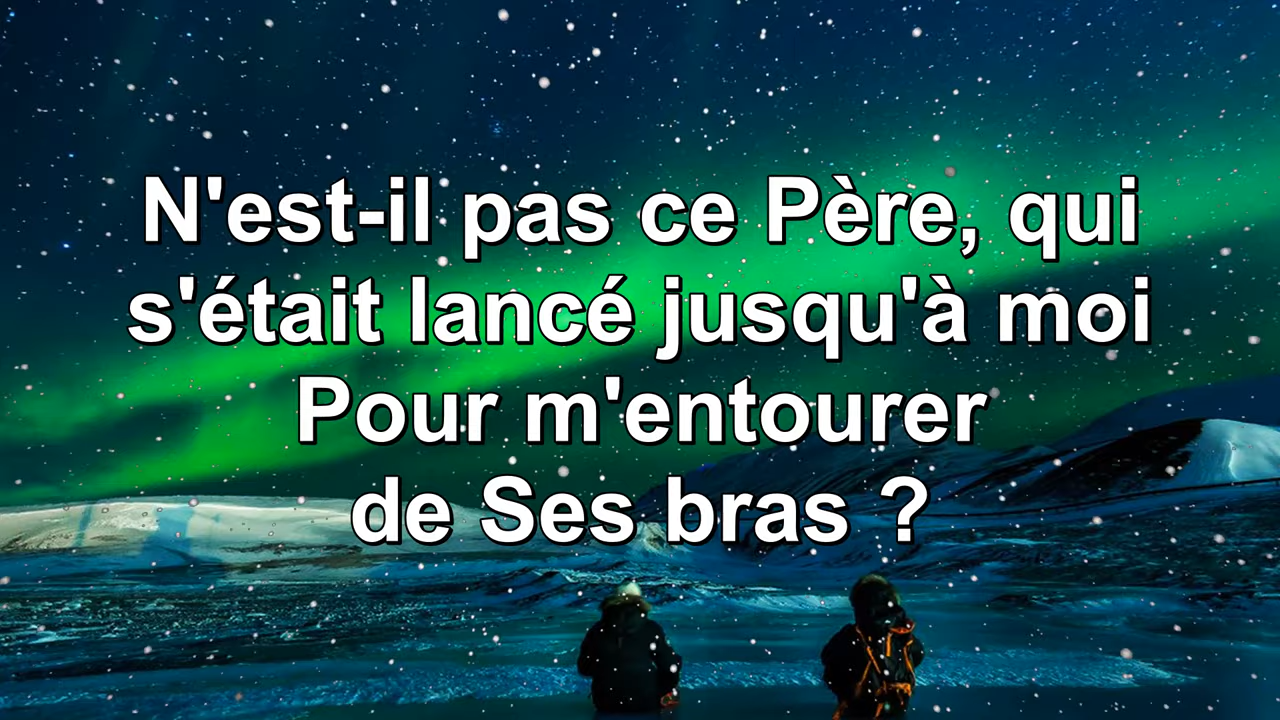 N'est-il pas ce Père, qui
s'était lancé jusqu'à moi
Pour m'entourer
de Ses bras ?